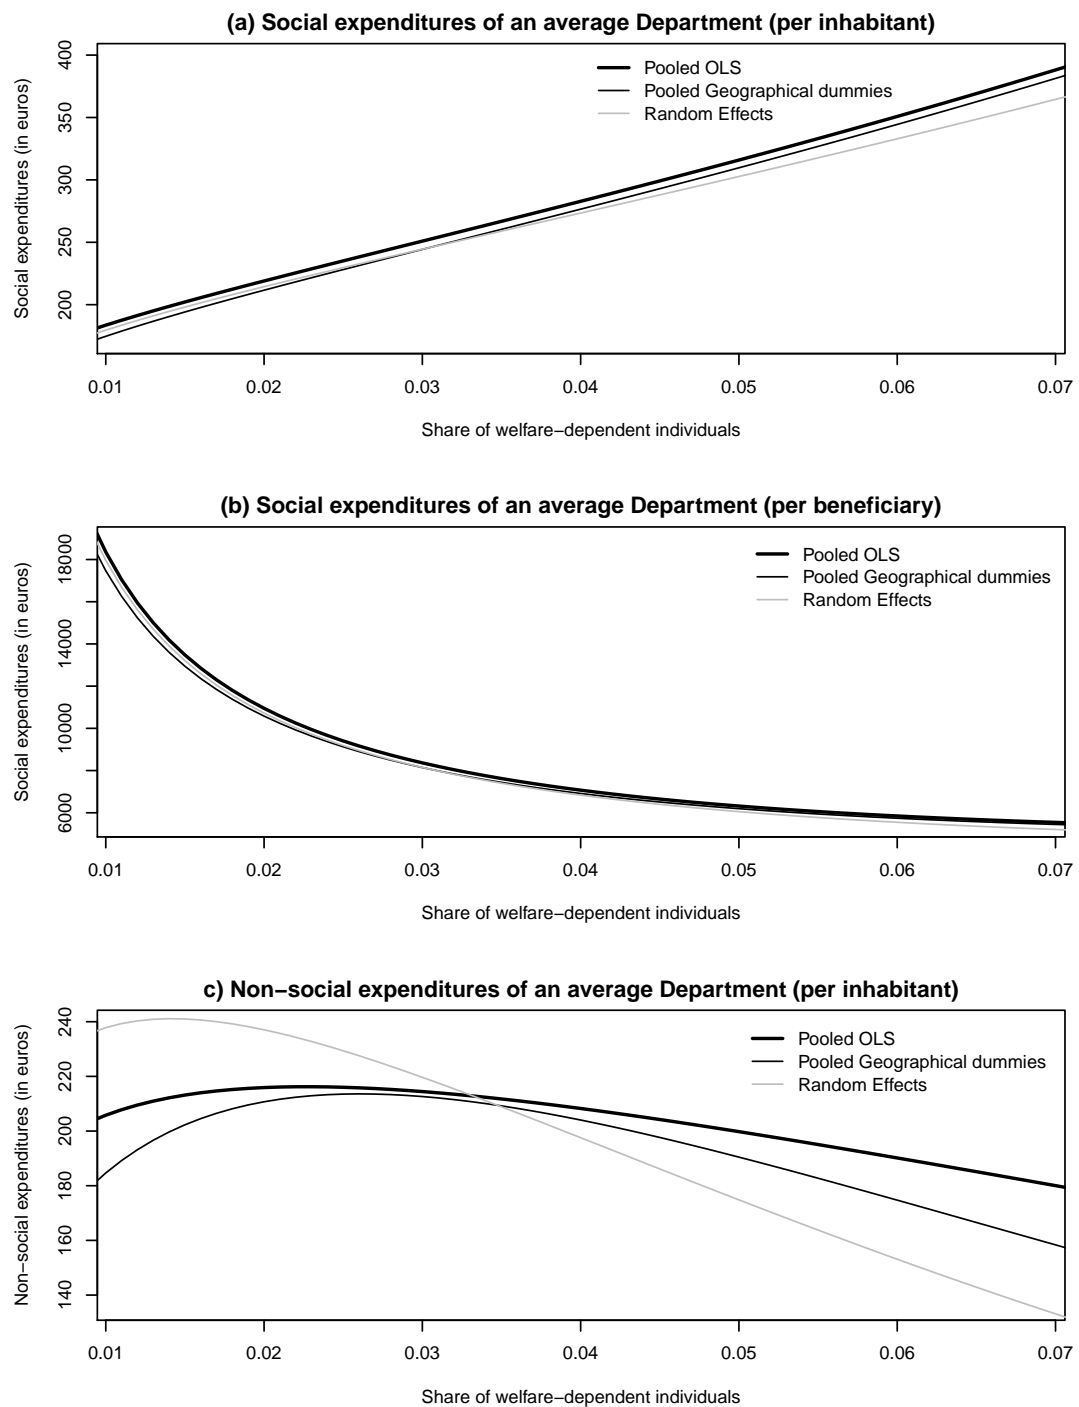 (a) Social expenditures of an average Department (per inhabitant)
Social expenditures (in euros)
400
350
300
250
200
Pooled OLS
Pooled Geographical dummies
Random Effects
0.01 0.02 0.03 0.04 0.05 0.06 0.07
Share of welfare−dependent individuals
(b) Social expenditures of an average Department (per beneficiary)
Social expenditures (in euros)
18000
14000
10000
6000
Pooled OLS
Pooled Geographical dummies
Random Effects
0.01 0.02 0.03 0.04 0.05 0.06 0.07
Share of welfare−dependent individuals
c) Non−social expenditures of an average Department (per inhabitant)
Non−social expenditures (in euros)
240
220
200
180
160
140
Pooled OLS
Pooled Geographical dummies
Random Effects
0.01 0.02 0.03 0.04 0.05 0.06 0.07
Share of welfare−dependent individuals